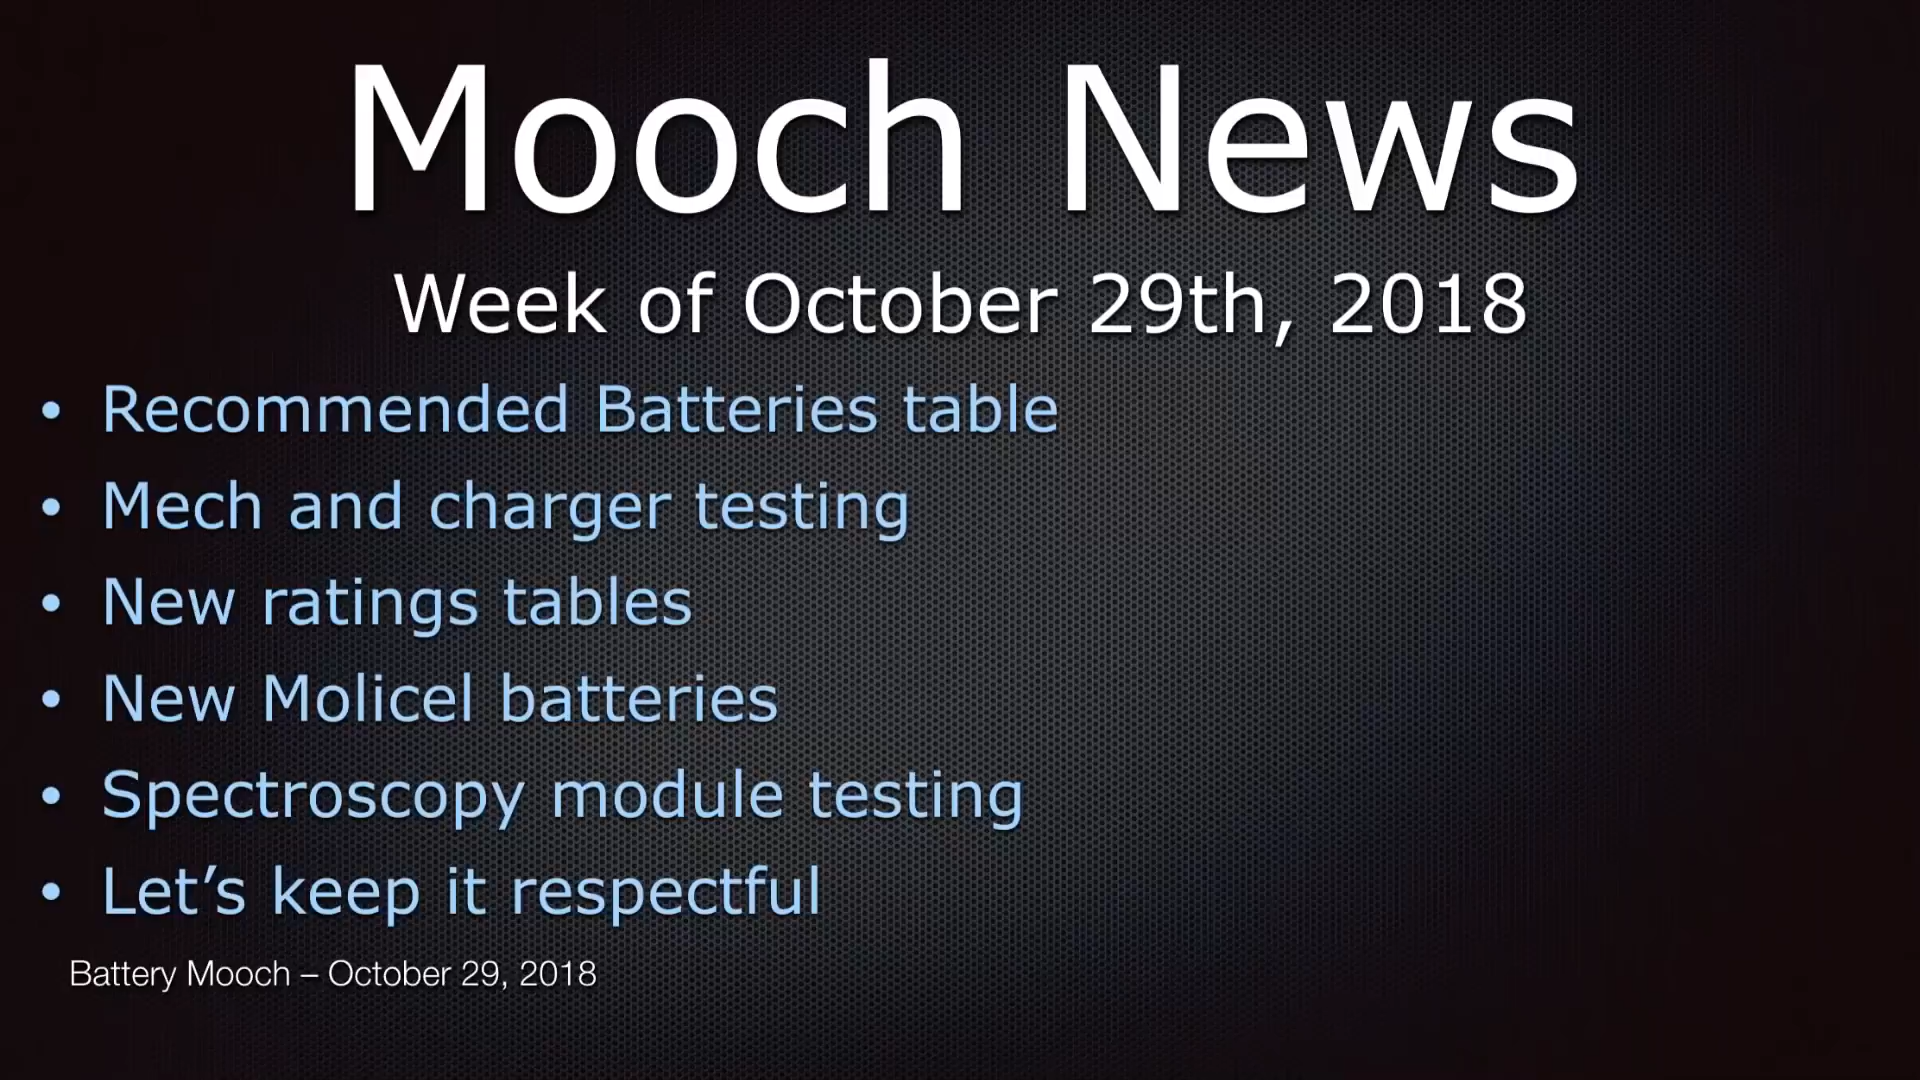 Mooch News
Week of October 29th, 2018
• Recommended Batteries table
• Mech and charger testing
• New ratings tables
• New Molicel batteries
• Spectroscopy module testing
• Let’s keep it respectful
Battery Mooch – October 29, 2018